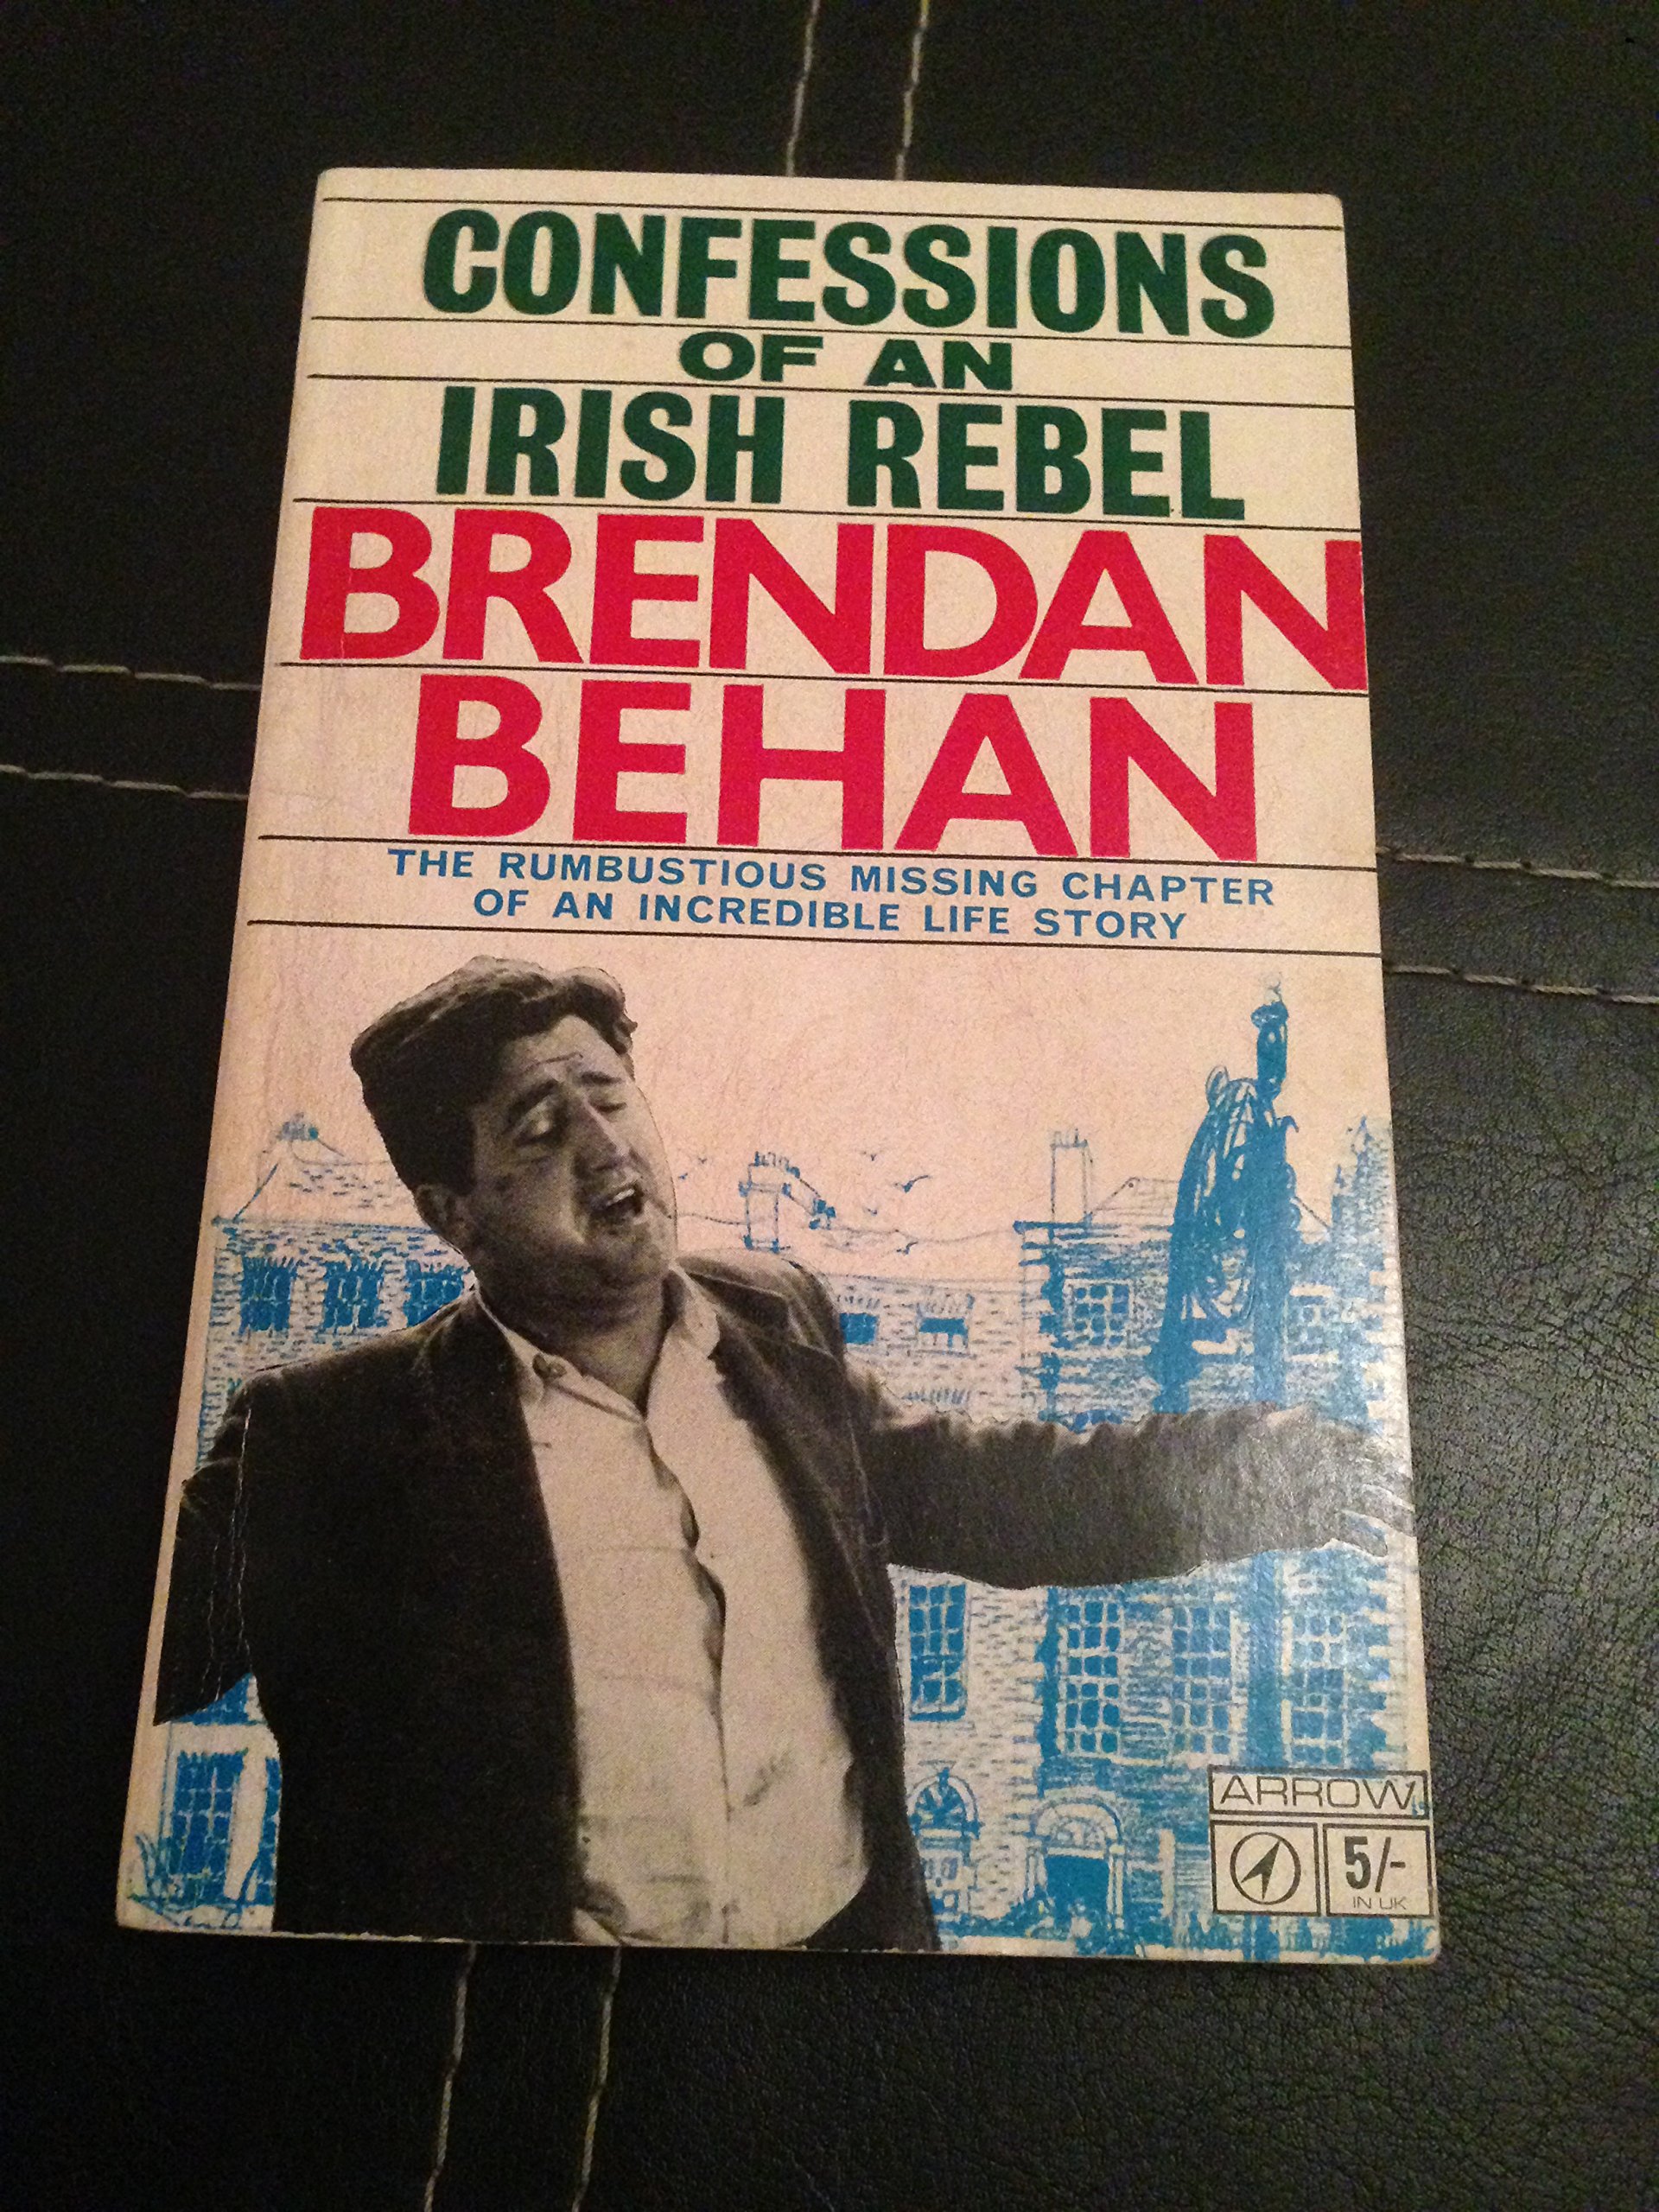 CONFESSIONS
OF AN
IRISH REBEL
BRENDAN
BEHAN
THE RUMBUSTIOUS MISSING CHAPTER
OF AN INCREDIBLE LIFE STORY
ARROW
5/-
IN UK